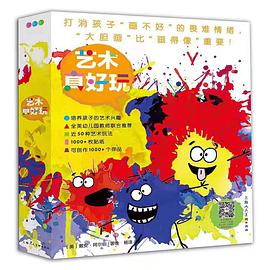 打消孩子“画不好”的畏难情绪，
“大胆画”比“画得像”重要！
艺术
真好玩
艺术
真好玩
培养孩子的艺术兴趣
全美幼儿园教师联合推荐
近50种艺术玩法
1000+枚贴纸
可创作1000+个作品